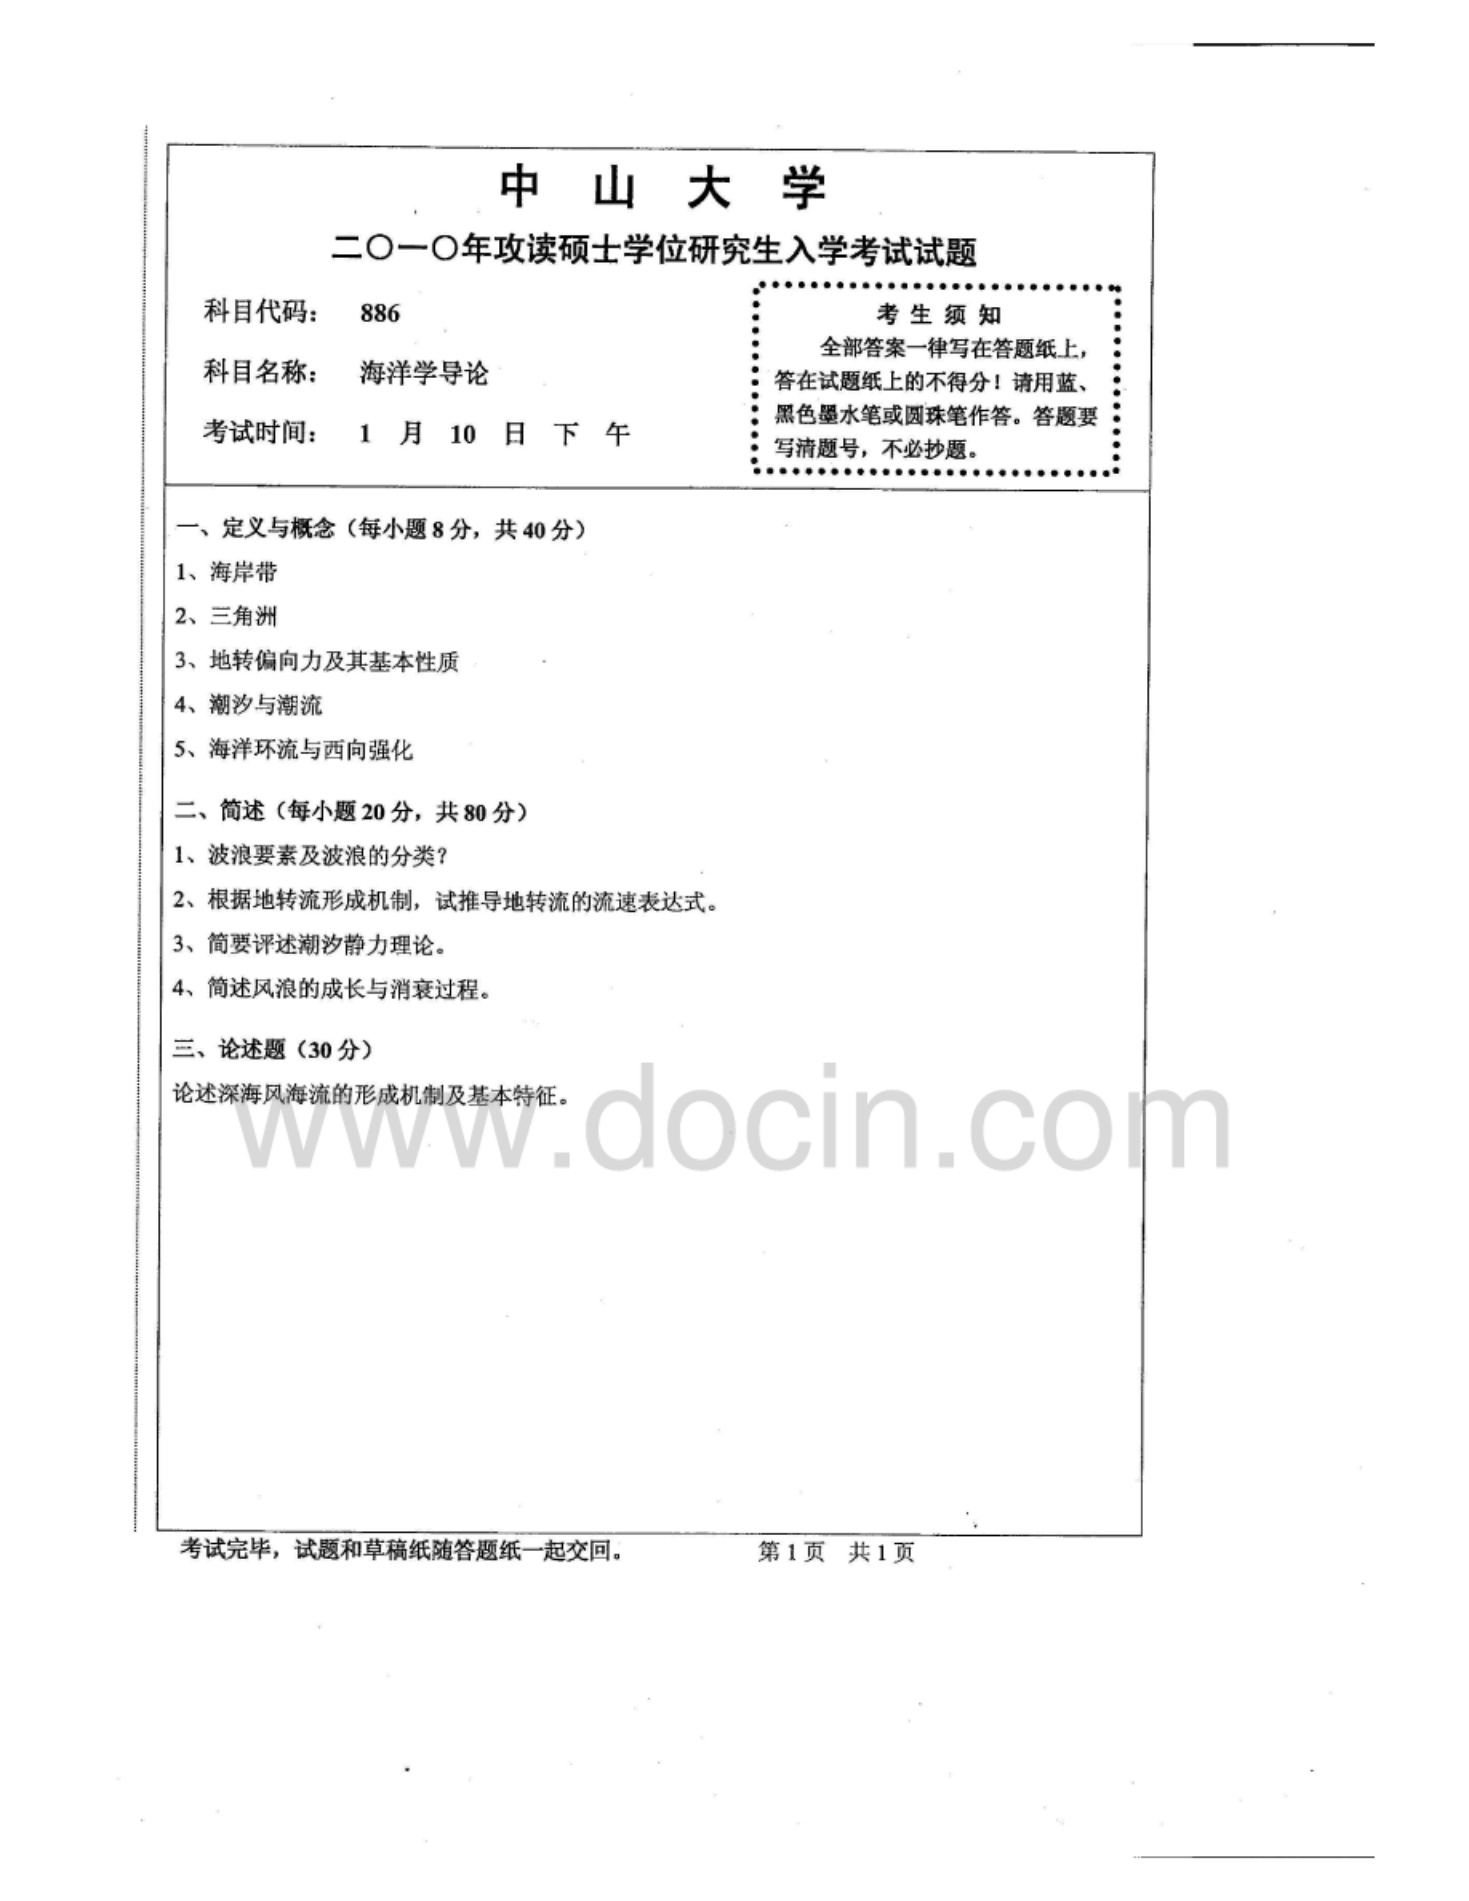 中 山 大 学
二〇一〇年攻读硕士学位研究生入学考试试题
科目代码： 886
科目名称： 海洋学导论
考试时间： 1 月 10 日 下 午
考 生 须 知
全部答案一律写在答题纸上，
答在试题纸上的不得分！请用蓝、
黑色墨水笔或圆珠笔作答。答题要
写清题号，不必抄题。
一、定义与概念（每小题 8 分，共 40 分）
1、海岸带
2、三角洲
3、地转偏向力及其基本性质
4、潮汐与潮流
5、海洋环流与西向强化
二、简述（每小题 20 分，共 80 分）
1、波浪要素及波浪的分类？
2、根据地转流形成机制，试推导地转流的流速表达式。
3、简要评述潮汐静力理论。
4、简述风浪的成长与消衰过程。
三、论述题（30 分）
论述深海风海流的形成机制及基本特征。
www.docin.com
考试完毕，试题和草稿纸随答题纸一起交回。 第 1 页 共 1 页